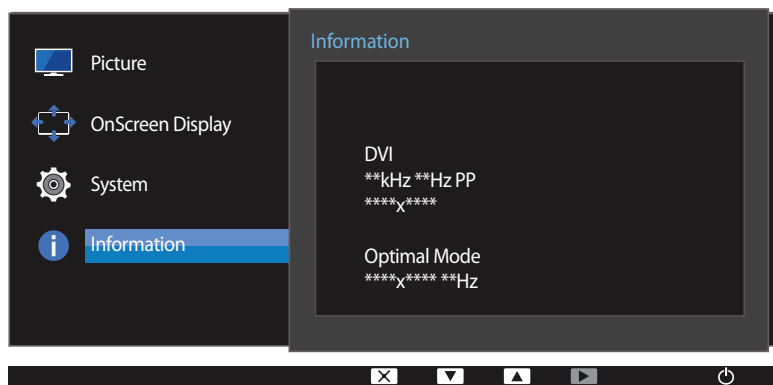 Picture
OnScreen Display
System
Information
Information
DVI
**kHz **Hz PP
****x****
Optimal Mode
****x**** **Hz